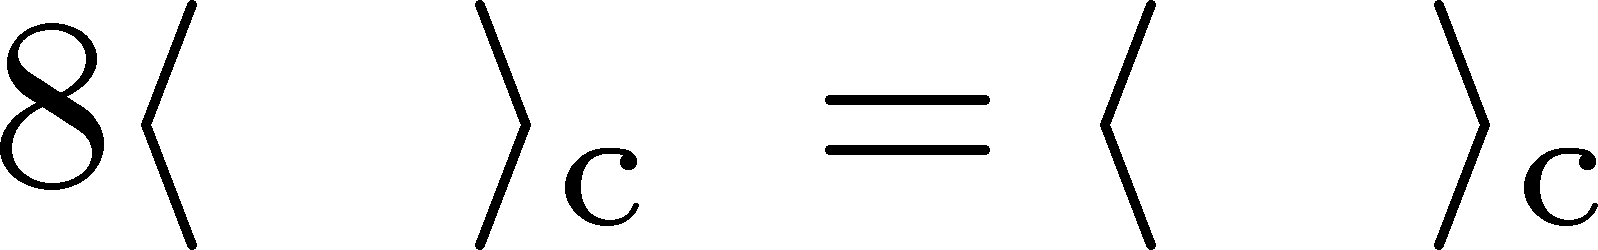 8⟨ ⟩c = ⟨ ⟩c